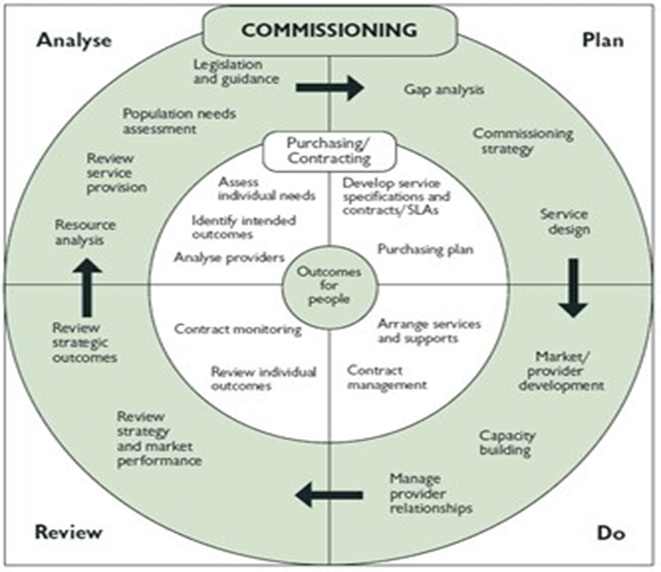 COMMISSIONING
Analyse
Plan
Legislation
and guidance
Population needs
assessment
Review
service
provision
Resource
analysis
Gap analysis
Commissioning
strategy
Service
design
Purchasing/
Contracting
Assess
individual needs
Identify intended
outcomes
Analyse providers
Develop service
specifications and
contracts/SLAs
Purchasing plan
Outcomes
for
people
Contract monitoring
Review individual
outcomes
Arrange services
and supports
Contract
management
Review
strategic
outcomes
Review
strategy
and market
performance
Market/
provider
development
Capacity
building
Manage
provider
relationships
Review
Do